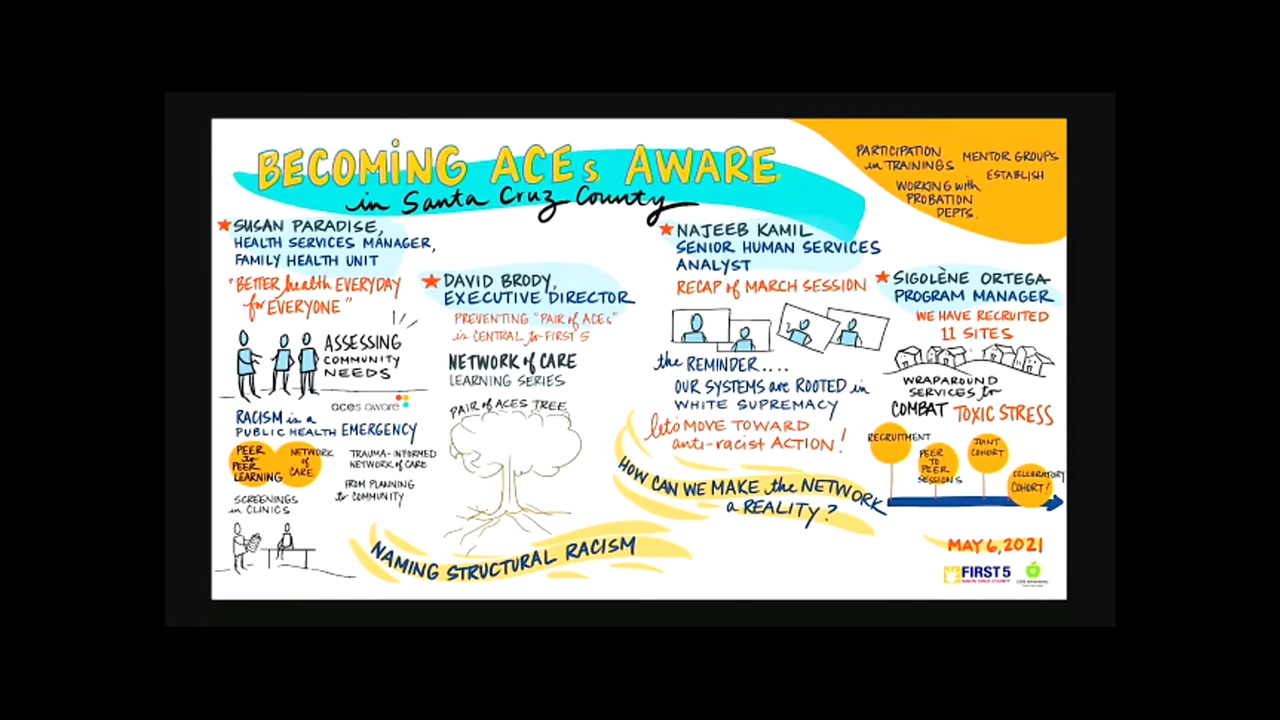 BECOMING ACEs AWARE
in Santa Cruz County
PARTICIPATION
in TRAININGS
MENTOR GROUPS
ESTABLISH
WORKING with
PROBATION
DEPTS.
SUSAN PARADISE,
HEALTH SERVICES MANAGER,
FAMILY HEALTH UNIT
"BETTER health EVERYDAY
for EVERYONE"
ASSESSING
COMMUNITY
NEEDS
aces aware
RACISM is a
PUBLIC HEALTH EMERGENCY
PEER
to
PEER
LEARNING
NETWORK
of
CARE
TRAUMA-INFORMED
NETWORK of CARE
FROM PLANNING
to COMMUNITY
SCREENINGS
in CLINICS
DAVID BRODY,
EXECUTIVE DIRECTOR
PREVENTING "PAIR of ACEs"
is CENTRAL to FIRST 5
NETWORK of CARE
LEARNING SERIES
PAIR of ACES TREE
NAMING STRUCTURAL RACISM
NAJEEB KAMIL
SENIOR HUMAN SERVICES
ANALYST
RECAP of MARCH SESSION
the REMINDER....
OUR SYSTEMS are ROOTED in
WHITE SUPREMACY
let's MOVE TOWARD
anti-racist ACTION!
HOW CAN WE MAKE the NETWORK
a REALITY?
SIGOLÈNE ORTEGA
PROGRAM MANAGER
WE HAVE RECRUITED
11 SITES
WRAPAROUND
SERVICES to
COMBAT TOXIC STRESS
RECRUITMENT
PEER
TO
PEER
SESSIONS
JOINT
COHORT
CELEBRATORY
COHORT!
MAY 6, 2021
FIRST 5
SANTA CRUZ COUNTY